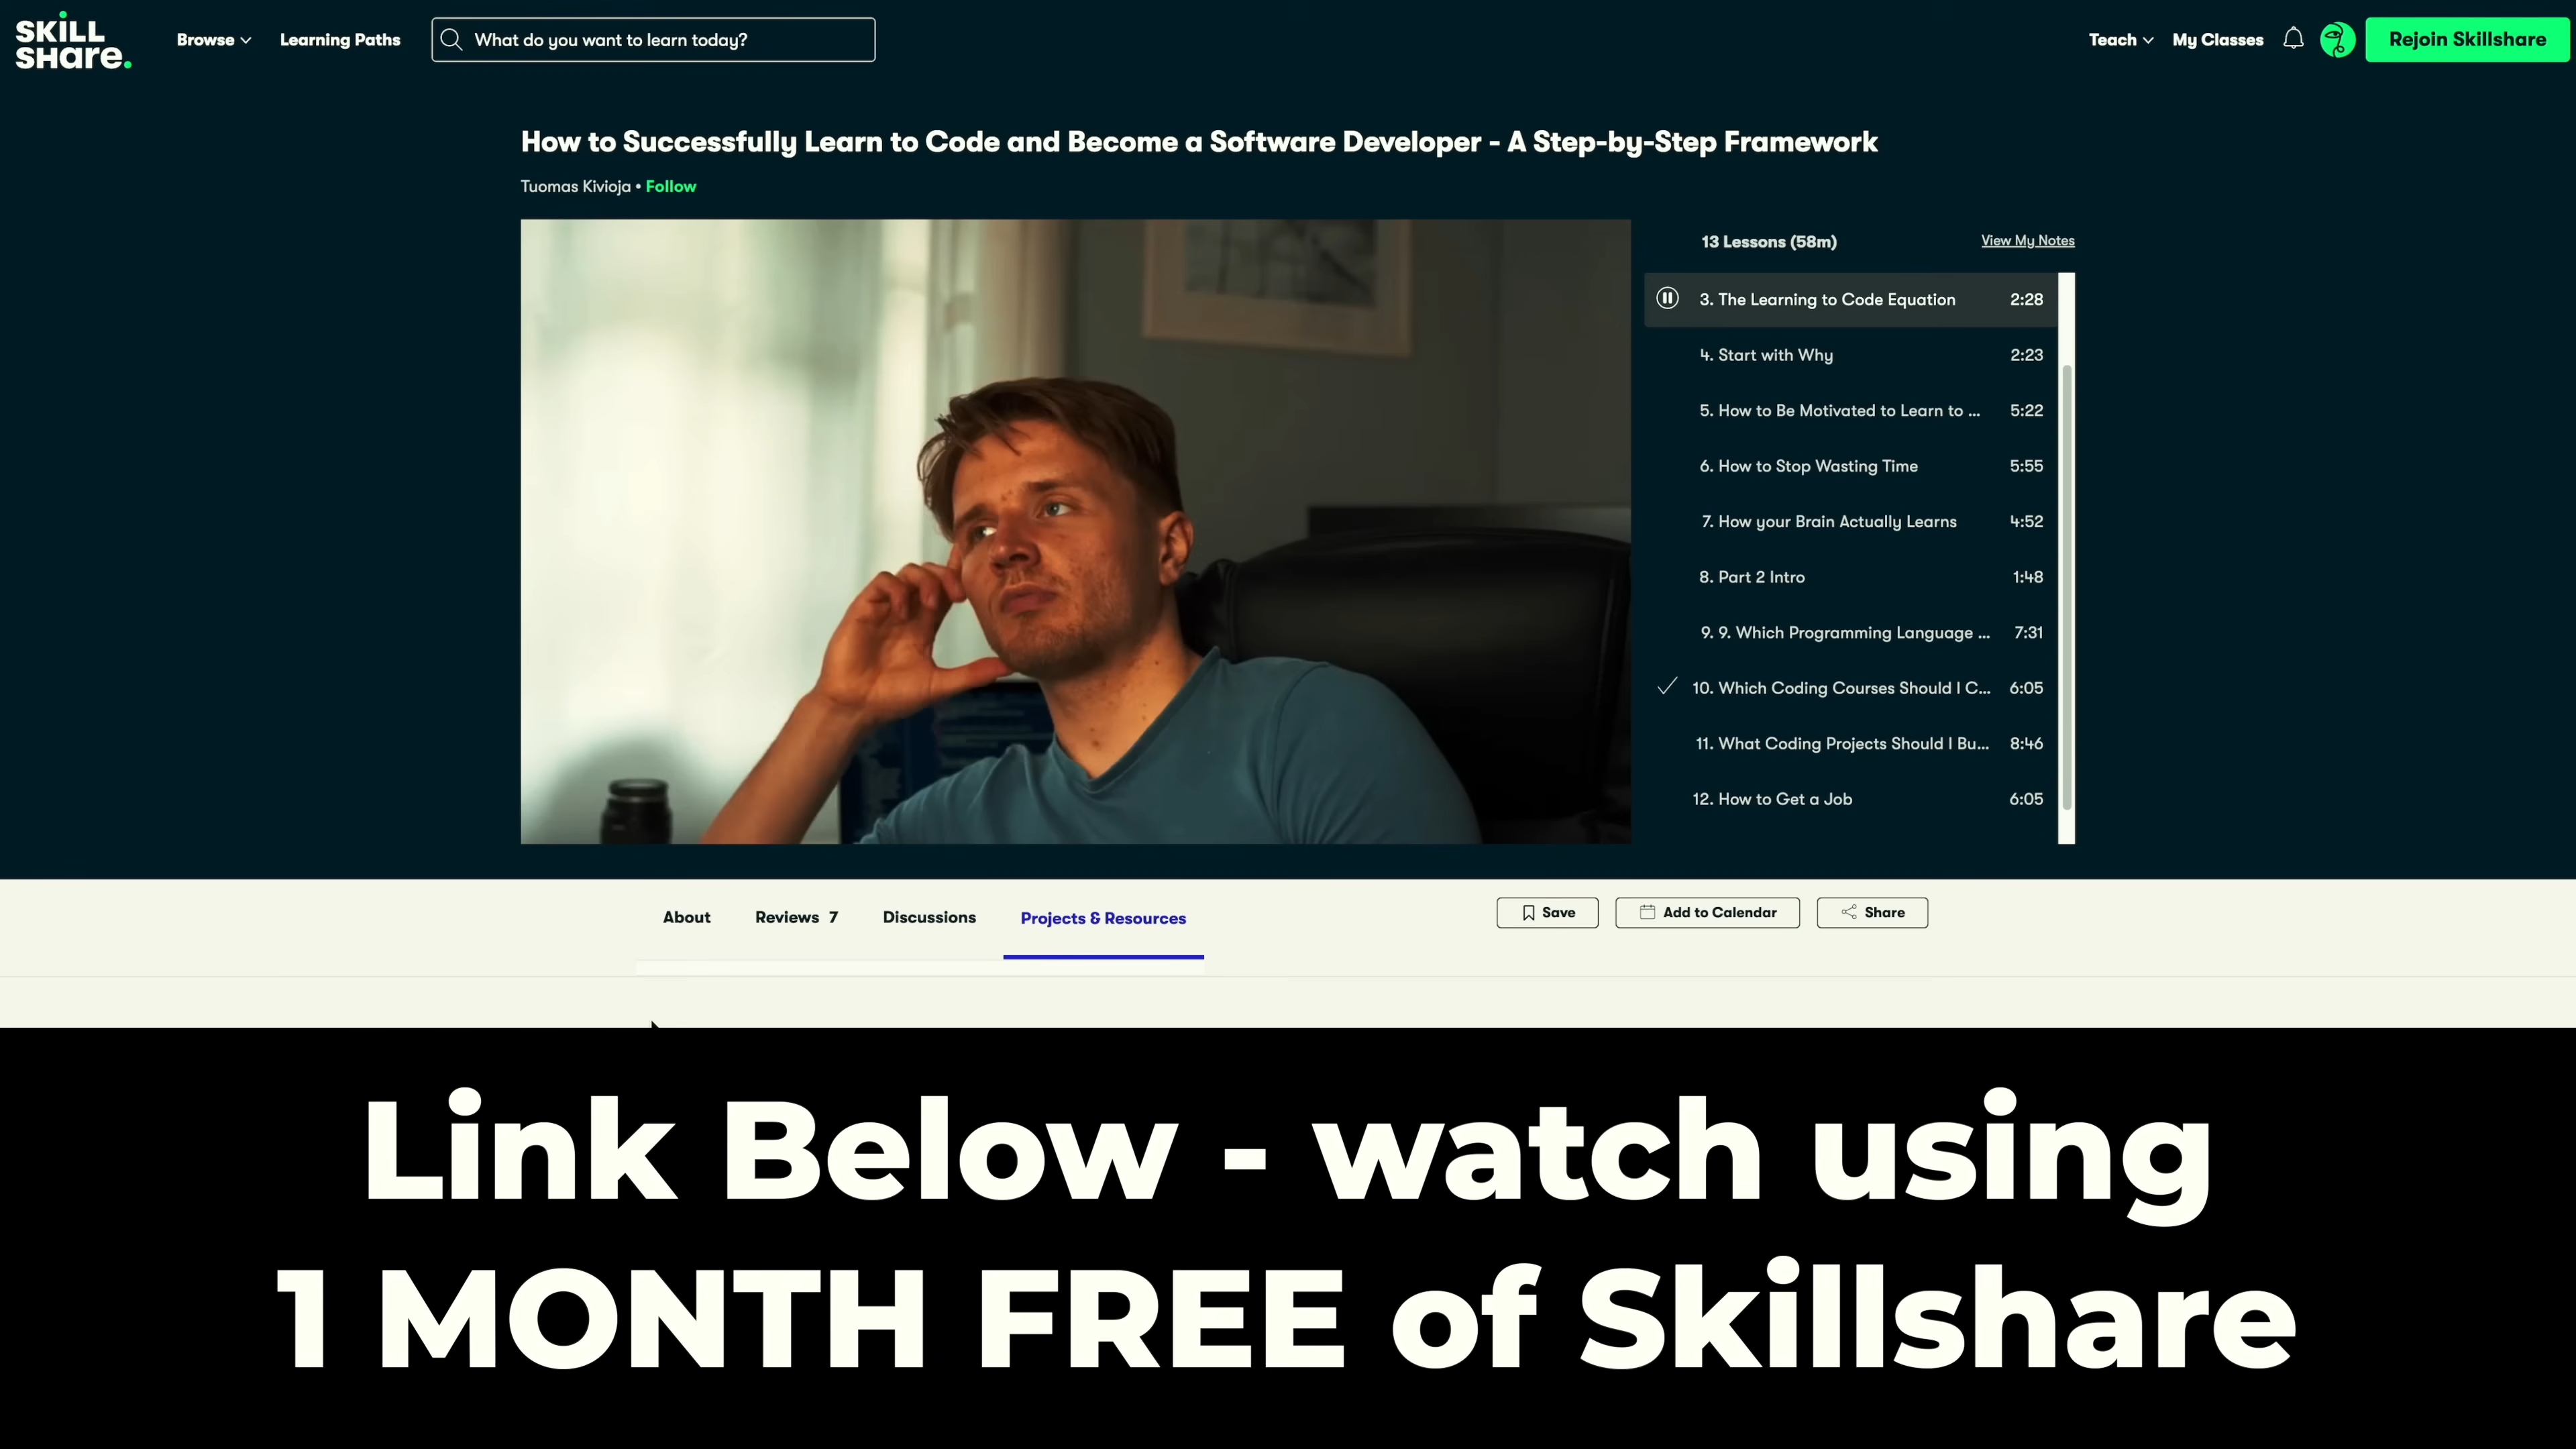 SKILL
SHare.
Browse
Learning Paths
What do you want to learn today?
Teach
My Classes
Rejoin Skillshare
How to Successfully Learn to Code and Become a Software Developer - A Step-by-Step Framework
Tuomas Kivioja • Follow
13 Lessons (58m)
View My Notes
3. The Learning to Code Equation 2:28
4. Start with Why 2:23
5. How to Be Motivated to Learn to ... 5:22
6. How to Stop Wasting Time 5:55
7. How your Brain Actually Learns 4:52
8. Part 2 Intro 1:48
9. 9. Which Programming Language ... 7:31
10. Which Coding Courses Should I C... 6:05
11. What Coding Projects Should I Bu... 8:46
12. How to Get a Job 6:05
About
Reviews 7
Discussions
Projects & Resources
Save
Add to Calendar
Share
Link Below - watch using
1 MONTH FREE of Skillshare